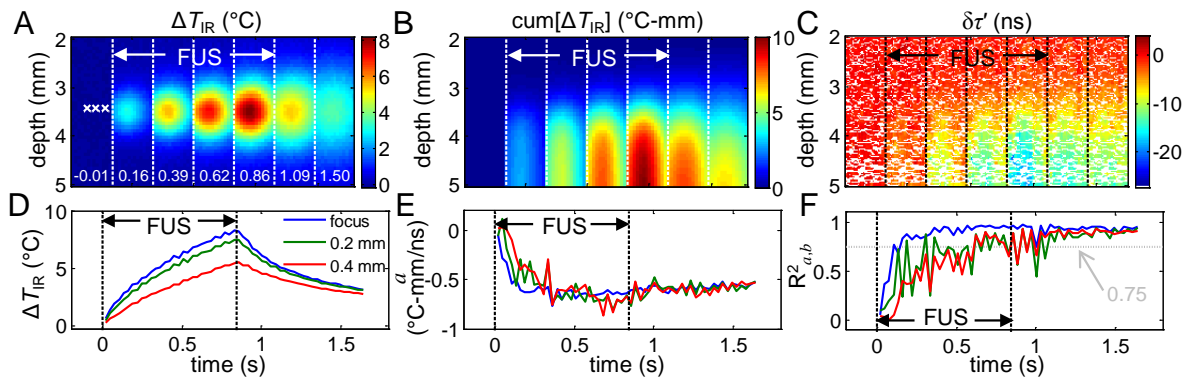 A
ΔT_IR (°C)
depth (mm)
2
3
4
5
FUS
×××
-0.01 0.16 0.39 0.62 0.86 1.09 1.50
8
6
4
2
0
B
cum[ΔT_IR] (°C-mm)
depth (mm)
2
3
4
5
FUS
10
5
0
C
δτ′ (ns)
depth (mm)
2
3
4
5
FUS
0
-10
-20
D
ΔT_IR (°C)
10
5
0
FUS
focus
0.2 mm
0.4 mm
0 0.5 1 1.5
time (s)
E
a
(°C-mm/ns)
0
-0.5
-1
FUS
0 0.5 1 1.5
time (s)
F
R²a,b
1
0.5
0
0.75
FUS
0 0.5 1 1.5
time (s)